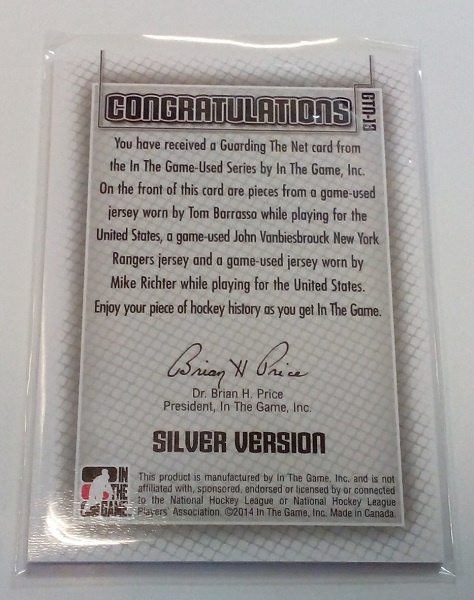 CONGRATULATIONS
GTU-13
You have received a Guarding The Net card from
the In The Game-Used Series by In The Game, Inc.
On the front of this card are pieces from a game-used
jersey worn by Tom Barrasso while playing for the
United States, a game-used John Vanbiesbrouck New York
Rangers jersey and a game-used jersey worn by
Mike Richter while playing for the United States.
Enjoy your piece of hockey history as you get In The Game.
Brian H Price
Dr. Brian H. Price
President, In The Game, Inc.
SILVER VERSION
IN
THE
GAME
This product is manufactured by In The Game, Inc. and is not
affiliated with, sponsored, endorsed or licensed by or connected
to the National Hockey League or National Hockey League
Players' Association. ©2014 In The Game, Inc. Made in Canada.